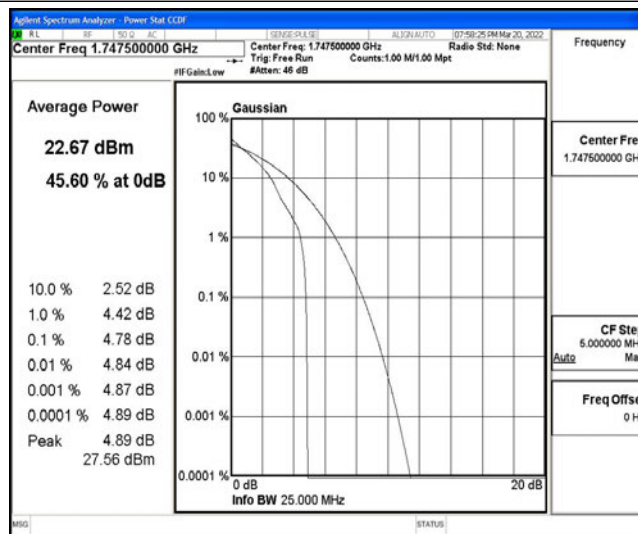 Agilent Spectrum Analyzer - Power Stat CCDF
RL RF 50 Ω AC SENSE:PULSE ALIGN AUTO 07:58:25 PM Mar 20, 2022
Center Freq 1.747500000 GHz
Center Freq: 1.747500000 GHz Radio Std: None
Trig: Free Run Counts:1.00 M/1.00 Mpt
#IFGain:Low #Atten: 46 dB
Frequency
Average Power
22.67 dBm
45.60 % at 0dB
10.0 % 2.52 dB
1.0 % 4.42 dB
0.1 % 4.78 dB
0.01 % 4.84 dB
0.001 % 4.87 dB
0.0001 % 4.89 dB
Peak 4.89 dB
27.56 dBm
Gaussian
100 %
10 %
1 %
0.1 %
0.01 %
0.001 %
0.0001 %
0 dB 20 dB
Info BW 25.000 MHz
Center Fre
1.747500000 GH
CF Ste
5.000000 MH
Auto Ma
Freq Offse
0 H
MSG STATUS